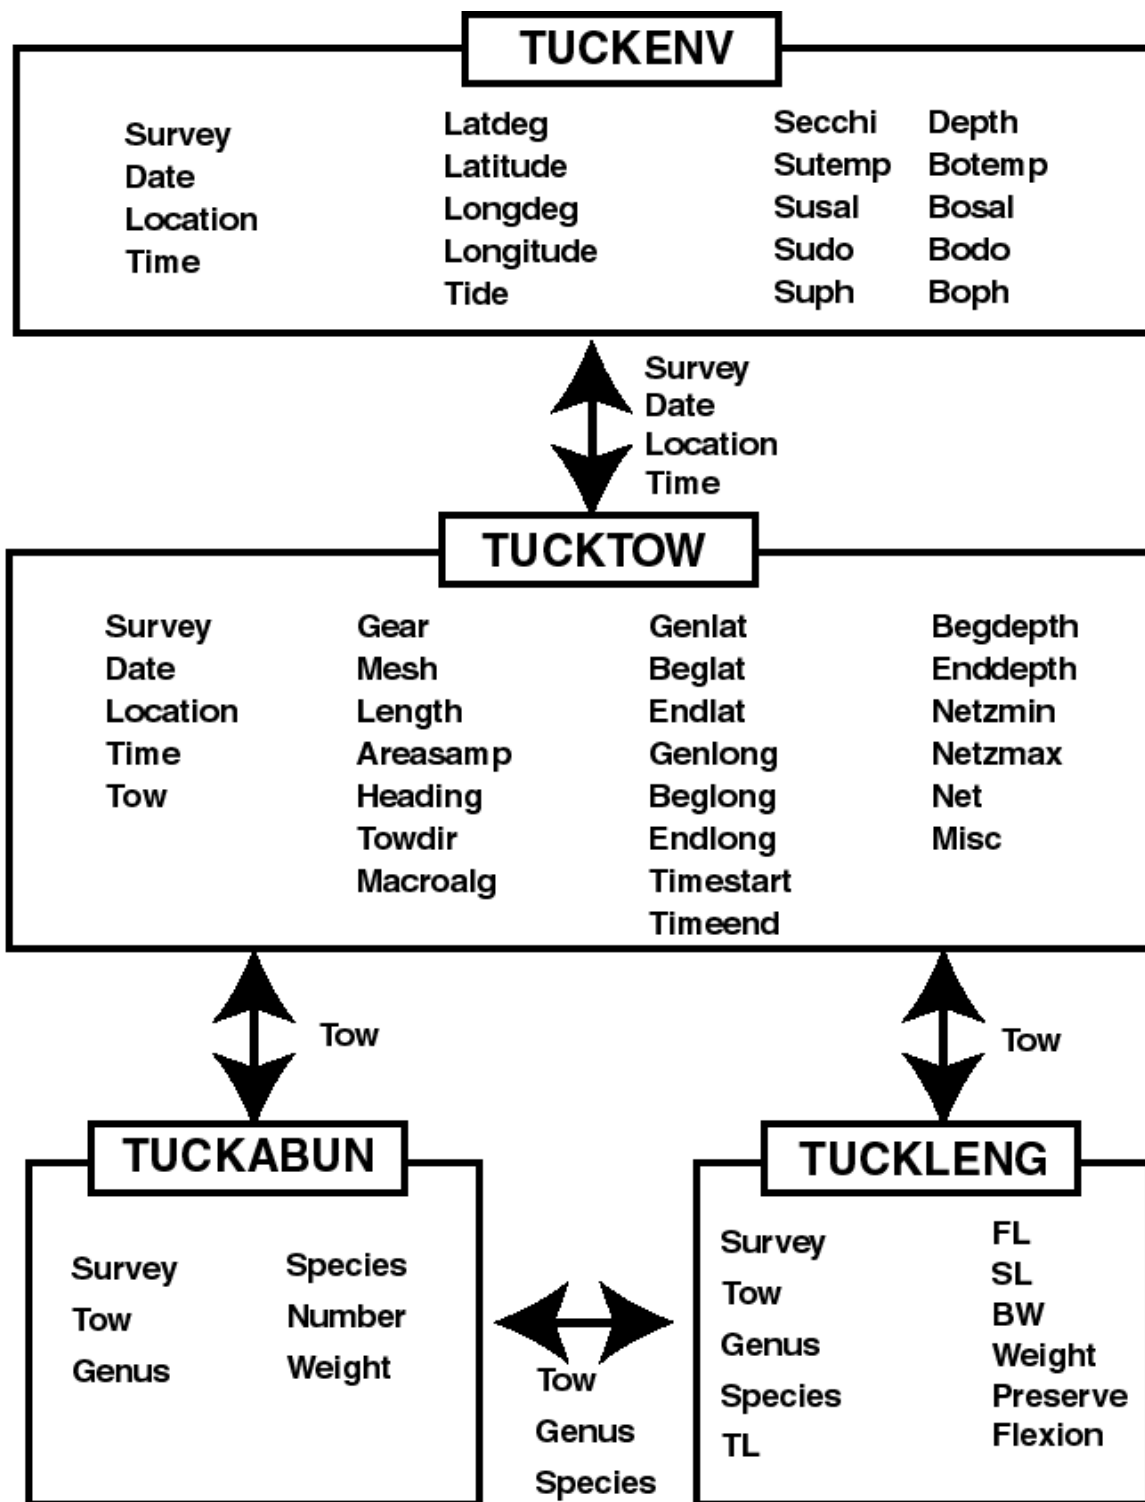 TUCKENV
Survey
Date
Location
Time
Latdeg
Latitude
Longdeg
Longitude
Tide
Secchi
Sutemp
Susal
Sudo
Suph
Depth
Botemp
Bosal
Bodo
Boph
Survey
Date
Location
Time
TUCKTOW
Survey
Date
Location
Time
Tow
Gear
Mesh
Length
Areasamp
Heading
Towdir
Macroalg
Genlat
Beglat
Endlat
Genlong
Beglong
Endlong
Timestart
Timeend
Begdepth
Enddepth
Netzmin
Netzmax
Net
Misc
Tow
Tow
TUCKABUN
Survey
Tow
Genus
Species
Number
Weight
Tow
Genus
Species
TUCKLENG
Survey
Tow
Genus
Species
TL
FL
SL
BW
Weight
Preserve
Flexion